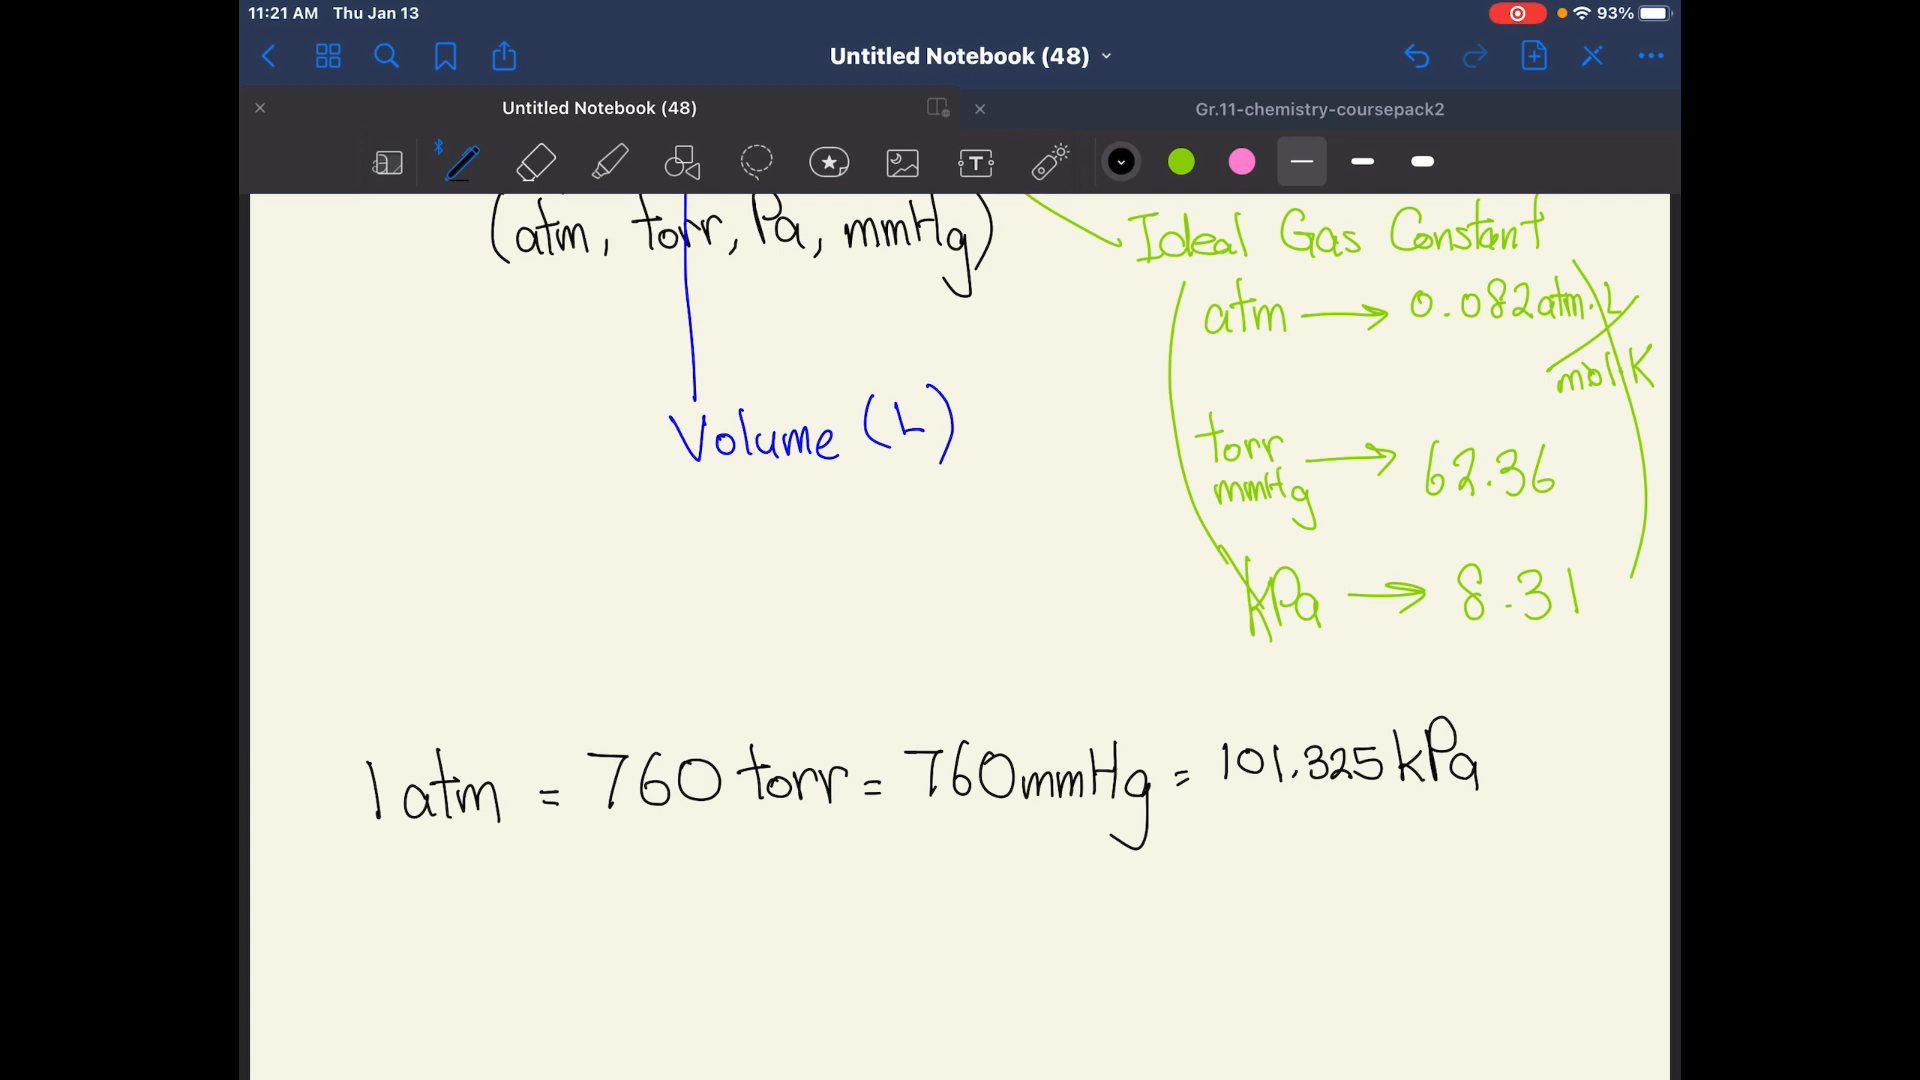 11:21 AM Thu Jan 13
93%
Untitled Notebook (48)
Untitled Notebook (48)
Gr.11-chemistry-coursepack2
(atm, torr, Pa, mmHg)
Ideal Gas Constant
atm → 0.082 atm·L
mol·K
Volume (L)
torr
mmHg → 62.36
kPa → 8.31
1 atm = 760 torr = 760 mmHg = 101.325 kPa